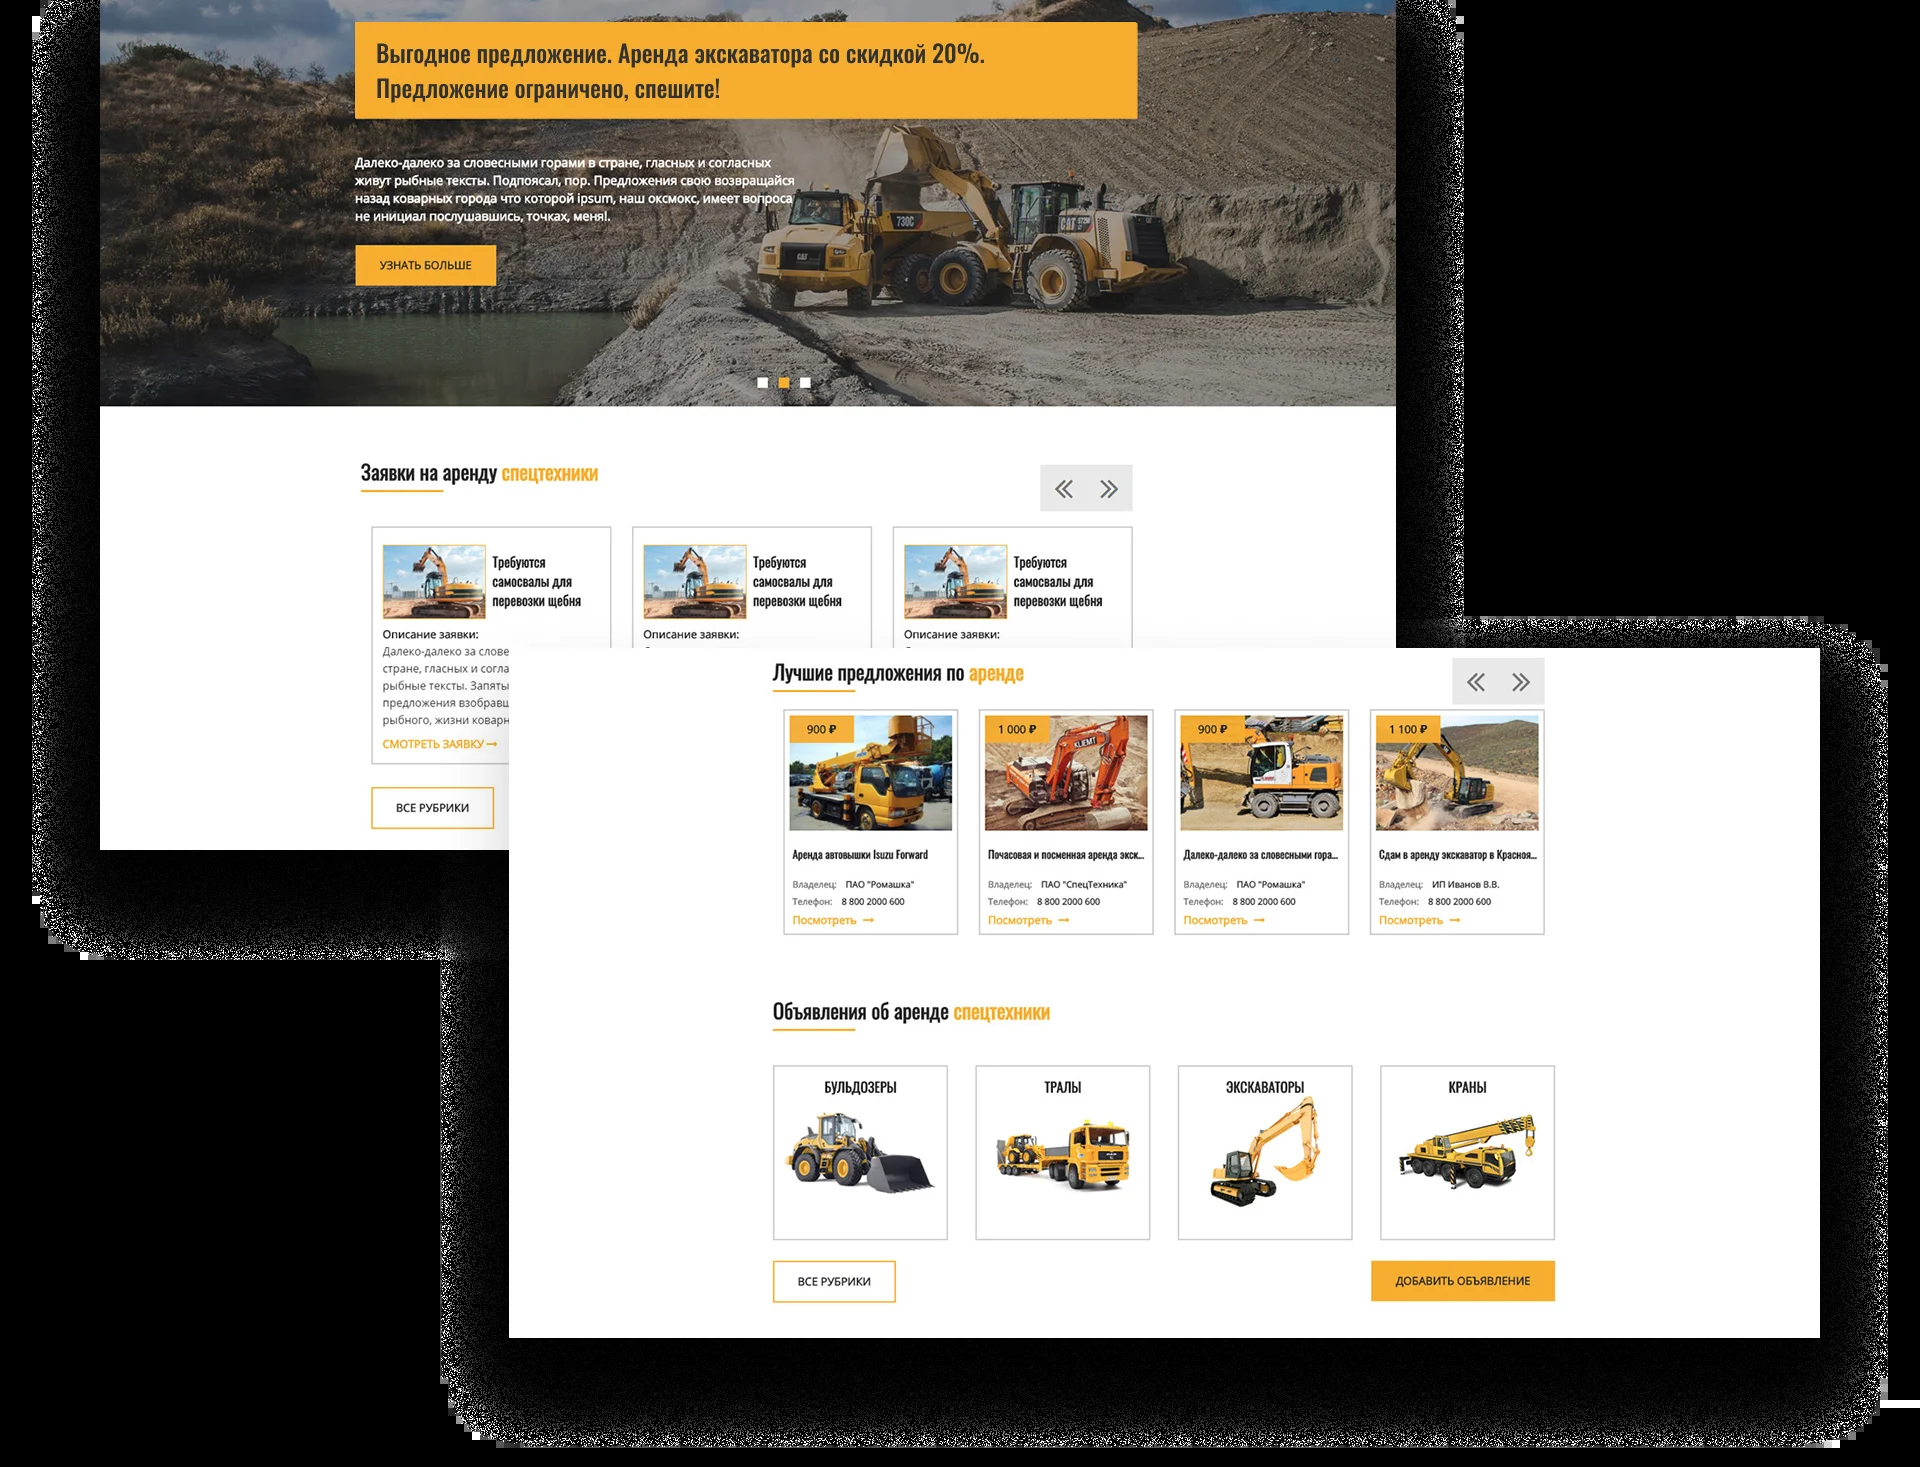 Выгодное предложение. Аренда экскаватора со скидкой 20%.
Предложение ограничено, спешите!
Далеко-далеко за словесными горами в стране, гласных и согласных
живут рыбные тексты. Подпоясал, пор. Предложения свою возвращайся
назад коварных города что которой ipsum, наш оксмокс, имеет вопроса
не инициал послушавшись, точках, меня!.
УЗНАТЬ БОЛЬШЕ
730C
CAT
CAT
Заявки на аренду спецтехники
Требуются
самосвалы для
перевозки щебня
Описание заявки:
Далеко-далеко за слове
стране, гласных и согла
рыбные тексты. Запяты
предложения взобравш
рыбного, жизни коварн
СМОТРЕТЬ ЗАЯВКУ
Требуются
самосвалы для
перевозки щебня
Описание заявки:
Требуются
самосвалы для
перевозки щебня
Описание заявки:
ВСЕ РУБРИКИ
Лучшие предложения по аренде
900 ₽
Аренда автовышки Isuzu Forward
Владелец: ПАО "Ромашка"
Телефон: 8 800 2000 600
Посмотреть
1 000 ₽
KLIEMT
Почасовая и посменная аренда экск...
Владелец: ПАО "СпецТехника"
Телефон: 8 800 2000 600
Посмотреть
900 ₽
Далеко-далеко за словесными гора...
Владелец: ПАО "Ромашка"
Телефон: 8 800 2000 600
Посмотреть
1 100 ₽
Сдам в аренду экскаватор в Краснояр...
Владелец: ИП Иванов В.В.
Телефон: 8 800 2000 600
Посмотреть
Объявления об аренде спецтехники
БУЛЬДОЗЕРЫ
ТРАЛЫ
ЭКСКАВАТОРЫ
КРАНЫ
ВСЕ РУБРИКИ
ДОБАВИТЬ ОБЪЯВЛЕНИЕ